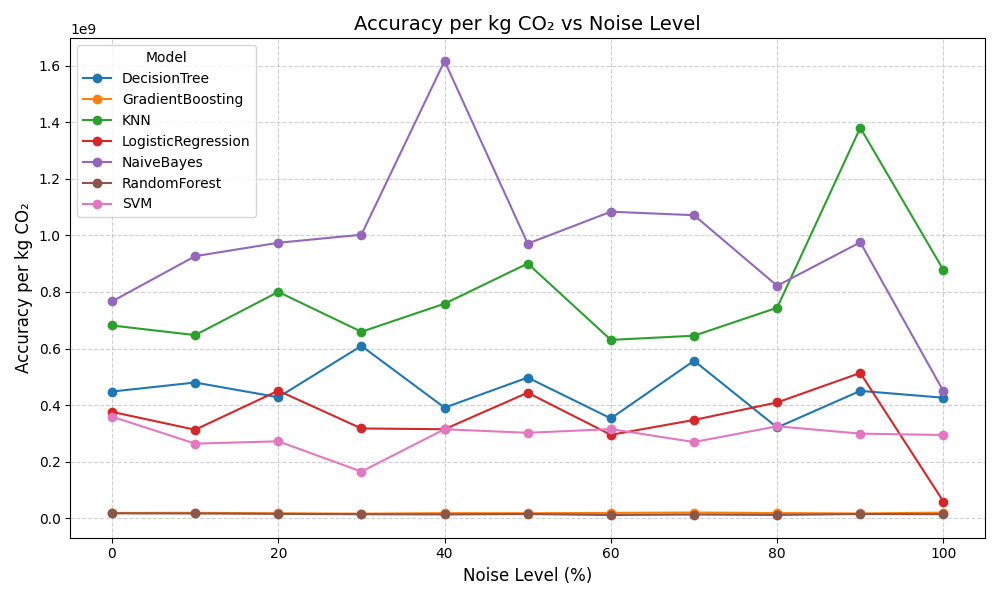 Accuracy per kg CO₂ vs Noise Level
1e9
Model
DecisionTree
GradientBoosting
KNN
LogisticRegression
NaiveBayes
RandomForest
SVM
Accuracy per kg CO₂
1.6
1.4
1.2
1.0
0.8
0.6
0.4
0.2
0.0
0 20 40 60 80 100
Noise Level (%)